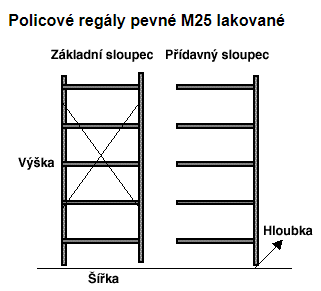 Policové regály pevné M25 lakované
Základní sloupec Přídavný sloupec
Výška
Hloubka
Šířka